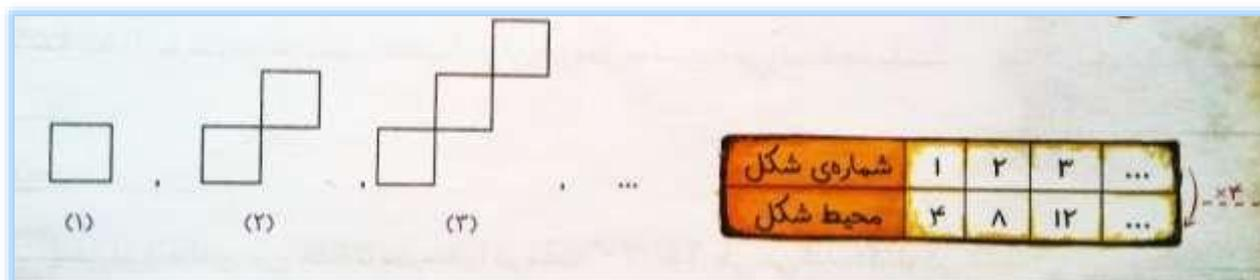 (۱) , (۲) , (۳) , ...
شماره‌ی شکل ۱ ۲ ۳ ...
محیط شکل ۴ ۸ ۱۲ ...
×۴